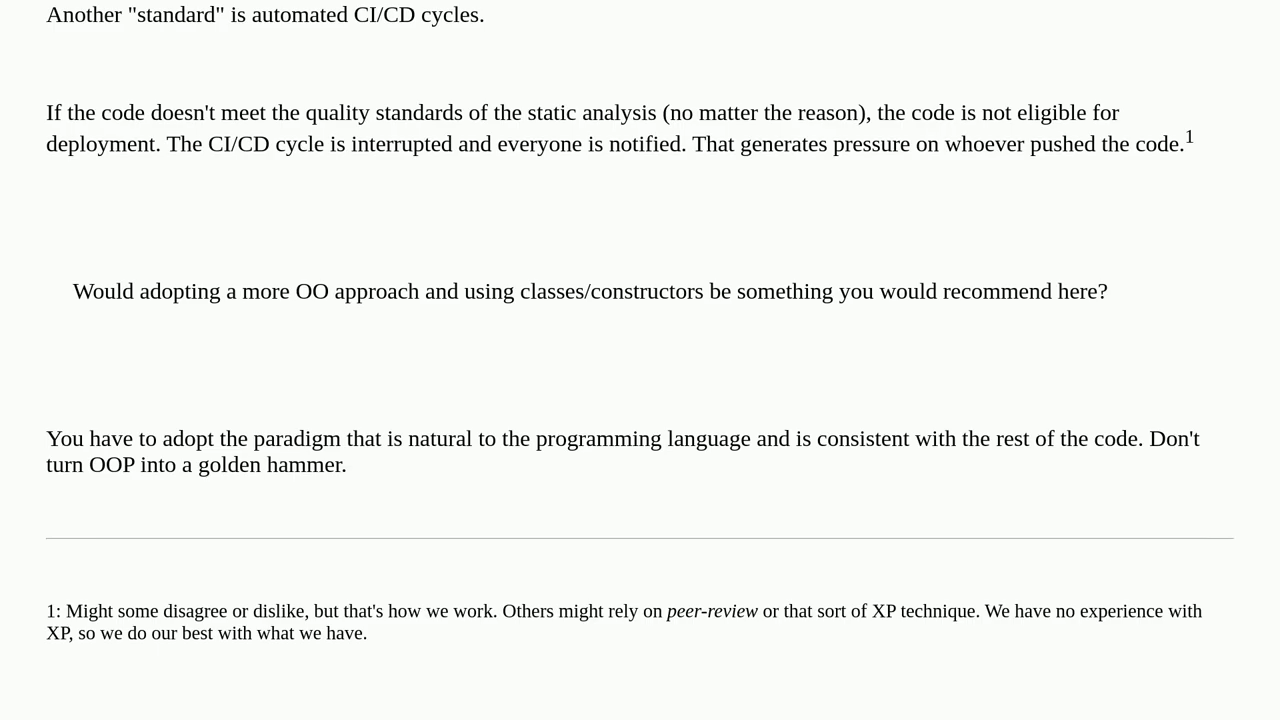 Another "standard" is automated CI/CD cycles.
If the code doesn't meet the quality standards of the static analysis (no matter the reason), the code is not eligible for
deployment. The CI/CD cycle is interrupted and everyone is notified. That generates pressure on whoever pushed the code.1
Would adopting a more OO approach and using classes/constructors be something you would recommend here?
You have to adopt the paradigm that is natural to the programming language and is consistent with the rest of the code. Don't
turn OOP into a golden hammer.
1: Might some disagree or dislike, but that's how we work. Others might rely on peer-review or that sort of XP technique. We have no experience with
XP, so we do our best with what we have.